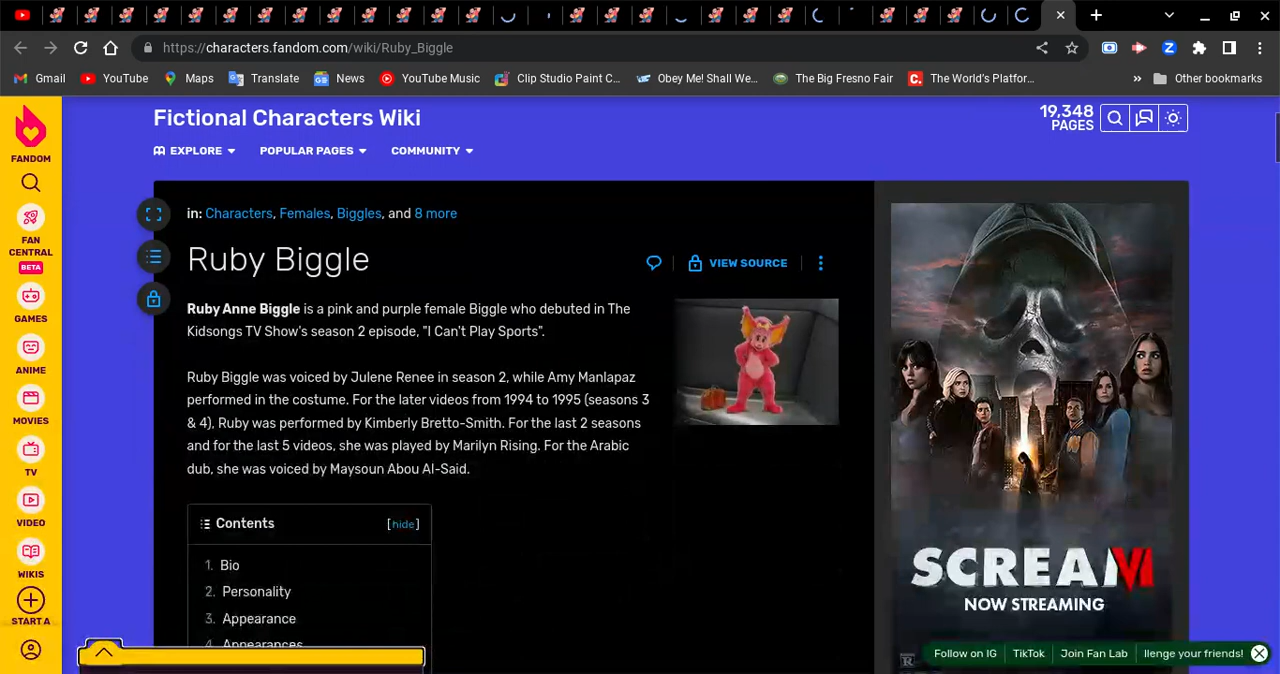 https://characters.fandom.com/wiki/Ruby_Biggle
Gmail YouTube Maps Translate News YouTube Music Clip Studio Paint C... Obey Me! Shall We... The Big Fresno Fair The World's Platfor... » Other bookmarks
FANDOM
FAN
CENTRAL
BETA
GAMES
ANIME
MOVIES
TV
VIDEO
WIKIS
START A
Fictional Characters Wiki
19,348
PAGES
EXPLORE POPULAR PAGES COMMUNITY
in: Characters, Females, Biggles, and 8 more
Ruby Biggle
VIEW SOURCE
Ruby Anne Biggle is a pink and purple female Biggle who debuted in The
Kidsongs TV Show's season 2 episode, "I Can't Play Sports".
Ruby Biggle was voiced by Julene Renee in season 2, while Amy Manlapaz
performed in the costume. For the later videos from 1994 to 1995 (seasons 3
& 4), Ruby was performed by Kimberly Bretto-Smith. For the last 2 seasons
and for the last 5 videos, she was played by Marilyn Rising. For the Arabic
dub, she was voiced by Maysoun Abou Al-Said.
Contents [hide]
1. Bio
2. Personality
3. Appearance
4. Appearances
SCREAM VI
NOW STREAMING
R
Follow on IG TikTok Join Fan Lab llenge your friends!